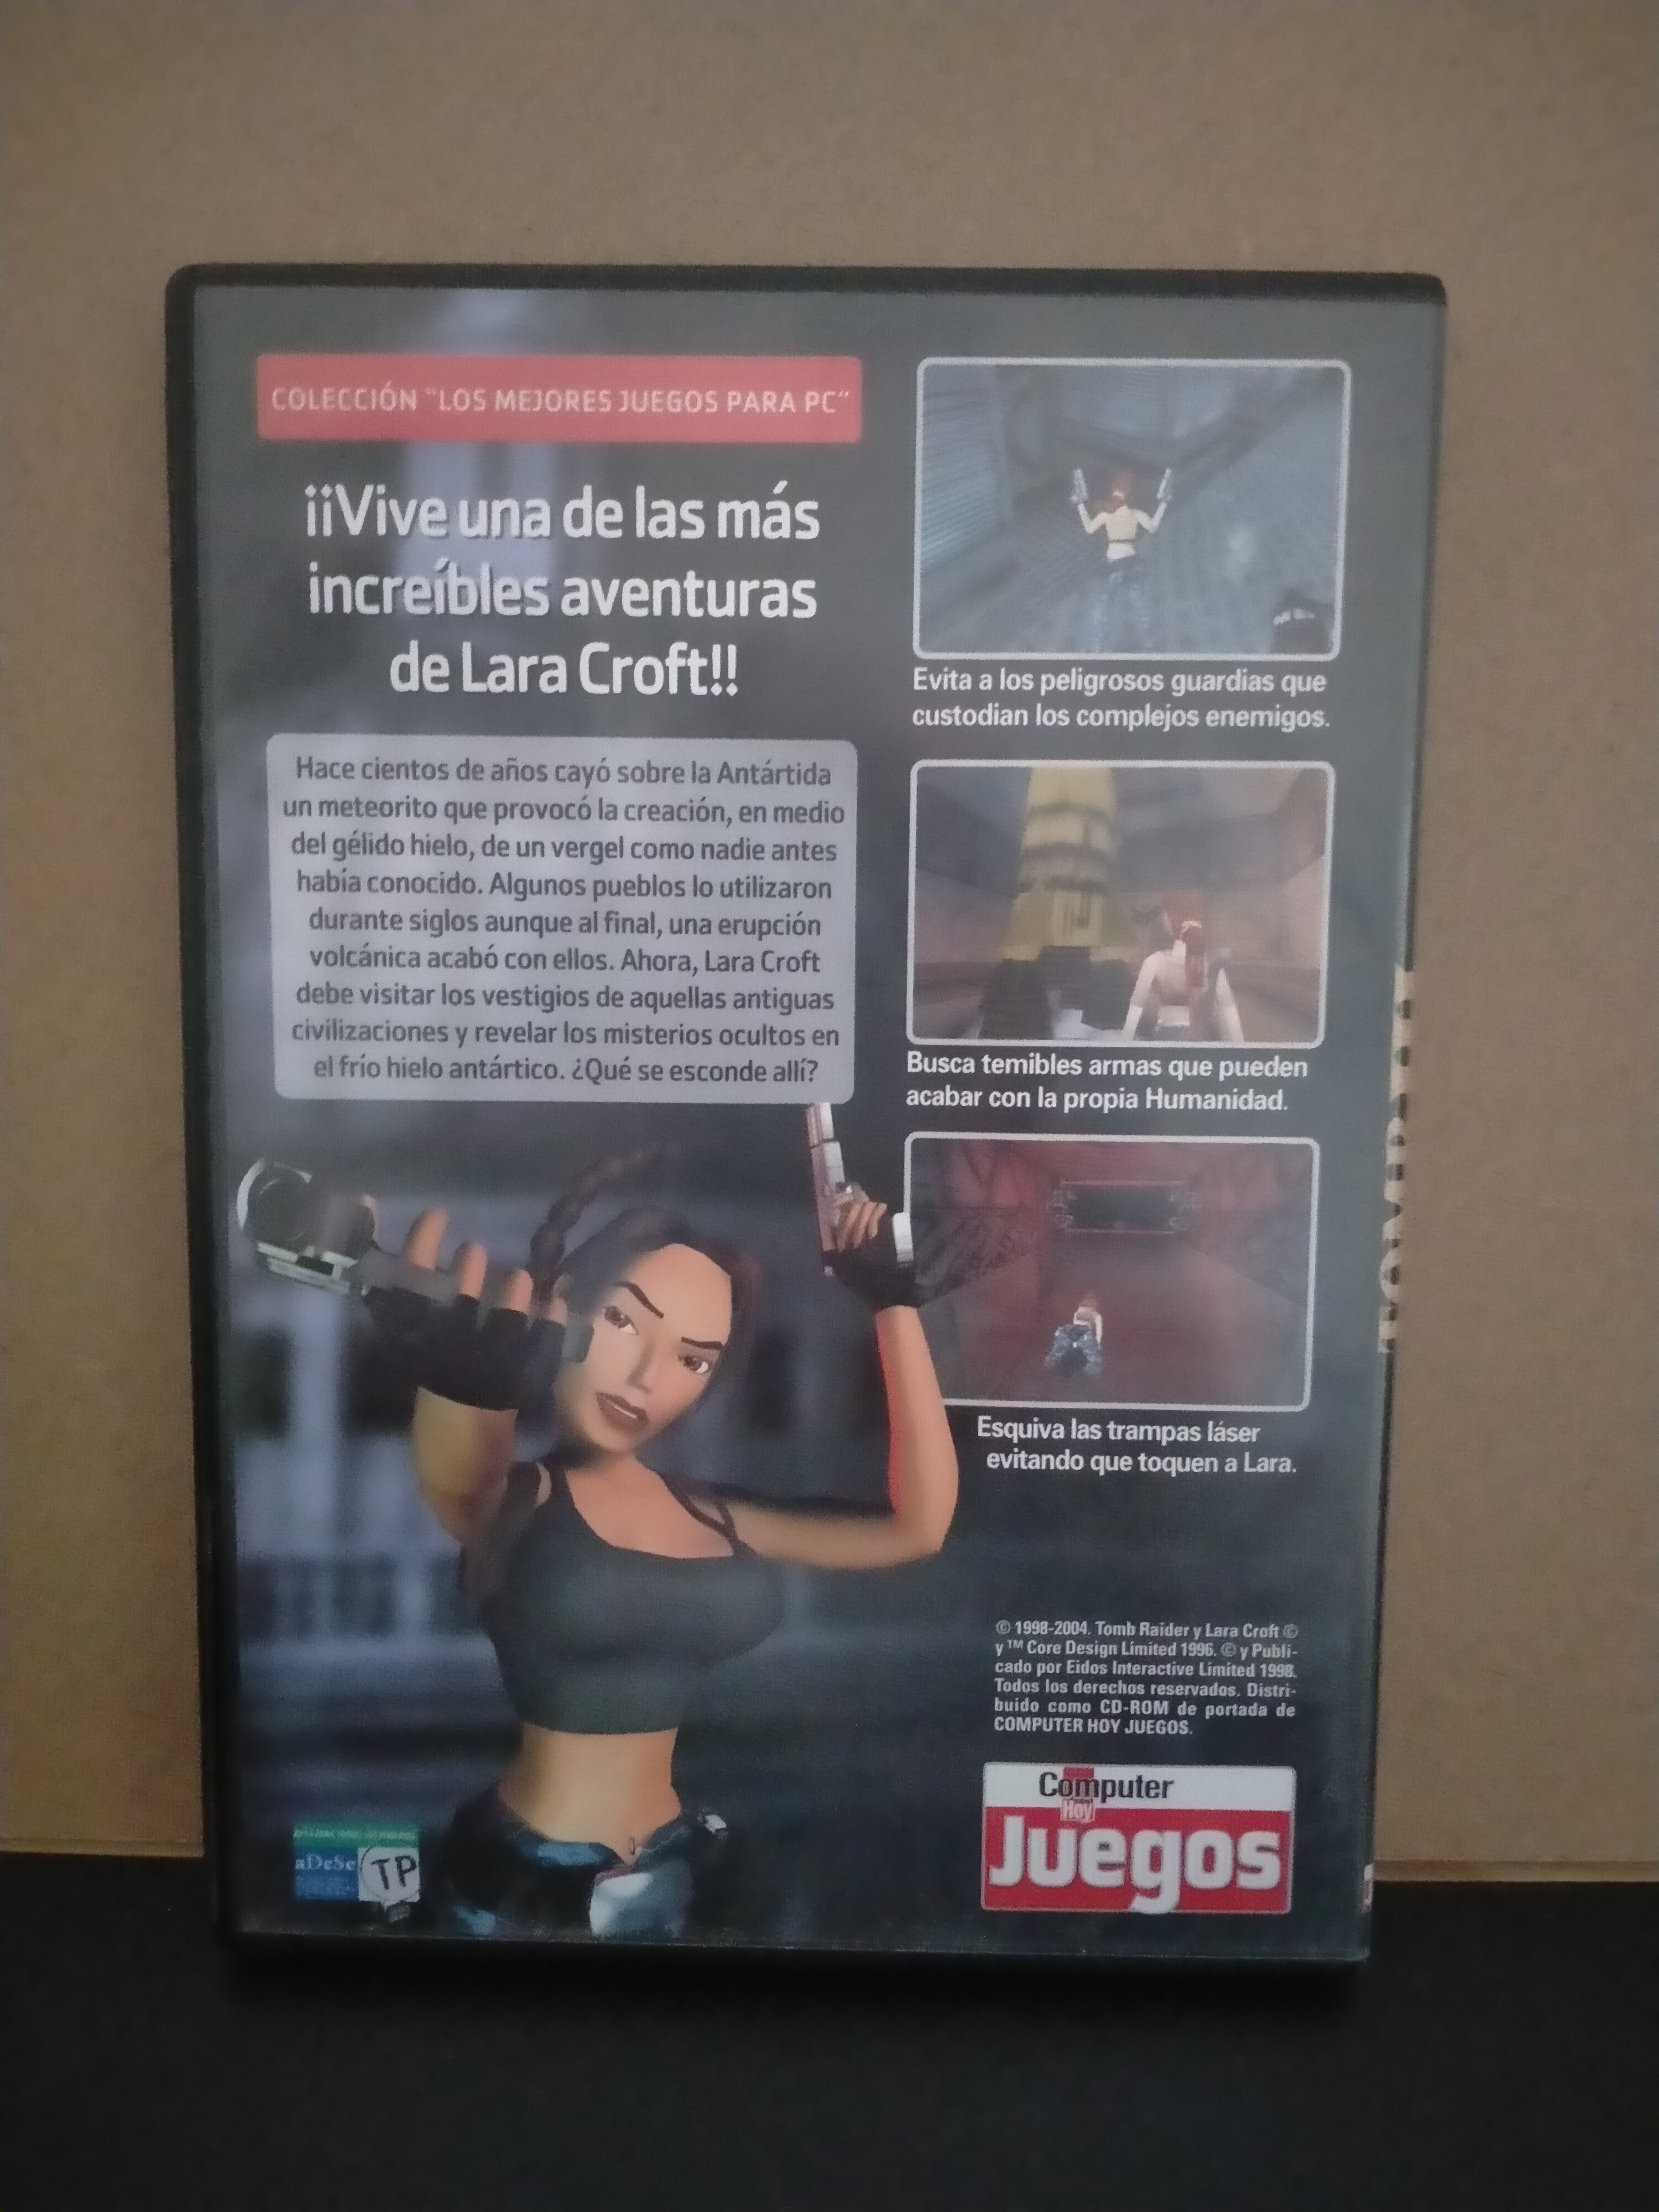 COLECCIÓN "LOS MEJORES JUEGOS PARA PC"
¡¡Vive una de las más
increíbles aventuras
de Lara Croft!!
Hace cientos de años cayó sobre la Antártida
un meteorito que provocó la creación, en medio
del gélido hielo, de un vergel como nadie antes
había conocido. Algunos pueblos lo utilizaron
durante siglos aunque al final, una erupción
volcánica acabó con ellos. Ahora, Lara Croft
debe visitar los vestigios de aquellas antiguas
civilizaciones y revelar los misterios ocultos en
el frío hielo antártico. ¿Qué se esconde allí?
Evita a los peligrosos guardias que
custodian los complejos enemigos.
Busca temibles armas que pueden
acabar con la propia Humanidad.
Esquiva las trampas láser
evitando que toquen a Lara.
© 1998-2004. Tomb Raider y Lara Croft ©
y ™ Core Design Limited 1996. © y Publi-
cado por Eidos Interactive Limited 1998.
Todos los derechos reservados. Distri-
buido como CD-ROM de portada de
COMPUTER HOY JUEGOS.
Computer
Hoy
Juegos
aDeSe
TP